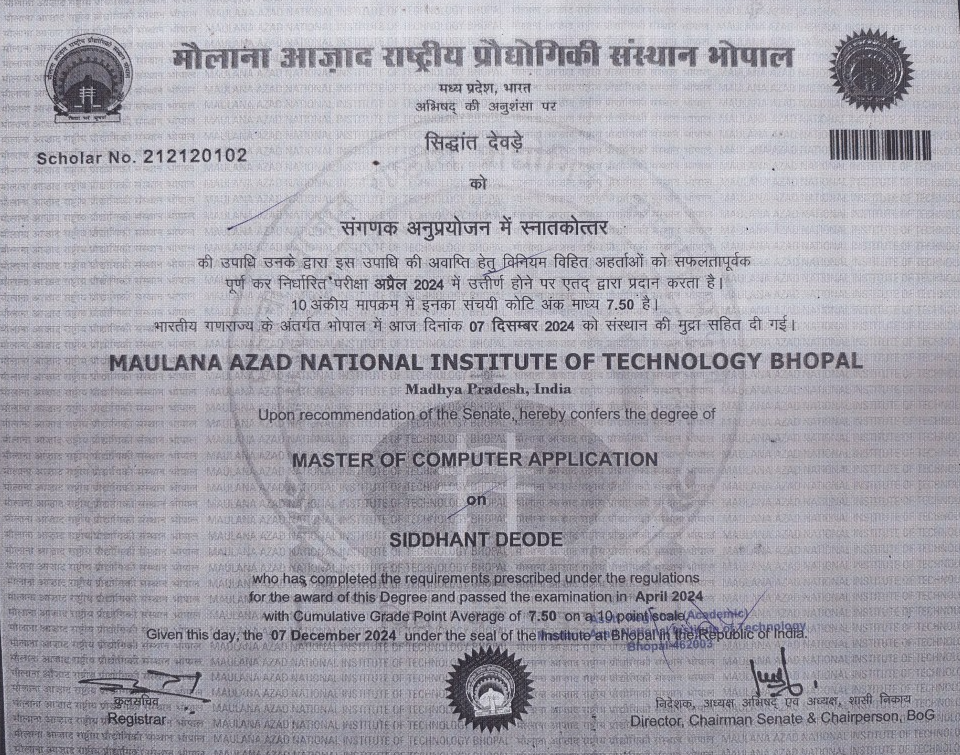 मौलाना आज़ाद राष्ट्रीय प्रौद्योगिकी संस्थान भोपाल
मध्य प्रदेश, भारत
अभिषद् की अनुशंसा पर
सिद्धांत देवड़े
Scholar No. 212120102
को
संगणक अनुप्रयोजन में स्नातकोत्तर
की उपाधि उनके द्वारा इस उपाधि की अवाप्ति हेतु विनियम विहित अहर्ताओं को सफलतापूर्वक
पूर्ण कर निर्धारित परीक्षा अप्रैल 2024 में उत्तीर्ण होने पर एतद् द्वारा प्रदान करता है।
10 अंकीय मापक्रम में इनका संचयी कोटि अंक माध्य 7.50 है।
भारतीय गणराज्य के अंतर्गत भोपाल में आज दिनांक 07 दिसम्बर 2024 को संस्थान की मुद्रा सहित दी गई।
MAULANA AZAD NATIONAL INSTITUTE OF TECHNOLOGY BHOPAL
Madhya Pradesh, India
Upon recommendation of the Senate, hereby confers the degree of
MASTER OF COMPUTER APPLICATION
on
SIDDHANT DEODE
who has completed the requirements prescribed under the regulations
for the award of this Degree and passed the examination in April 2024
with Cumulative Grade Point Average of 7.50 on a 10 point scale.
(Academic)
Given this day, the 07 December 2024 under the seal of the Institute at Bhopal in the Republic of India.
of Technology
Bhopal-462003
कुलसचिव
Registrar
निदेशक, अध्यक्ष अभिषद् एवं अध्यक्ष, शासी निकाय
Director, Chairman Senate & Chairperson, BoG